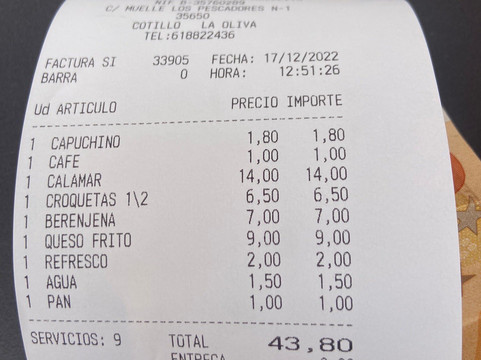 NIF B-35760289
C/ MUELLE LOS PESCADORES N-1
35650
COTILLO LA OLIVA
TEL:618822436
FACTURA SI 33905 FECHA: 17/12/2022
BARRA 0 HORA: 12:51:26
Ud ARTICULO PRECIO IMPORTE
1 CAPUCHINO 1,80 1,80
1 CAFE 1,00 1,00
1 CALAMAR 14,00 14,00
1 CROQUETAS 1\2 6,50 6,50
1 BERENJENA 7,00 7,00
1 QUESO FRITO 9,00 9,00
1 REFRESCO 2,00 2,00
1 AGUA 1,50 1,50
1 PAN 1,00 1,00
SERVICIOS: 9 TOTAL 43,80
ENTREGA